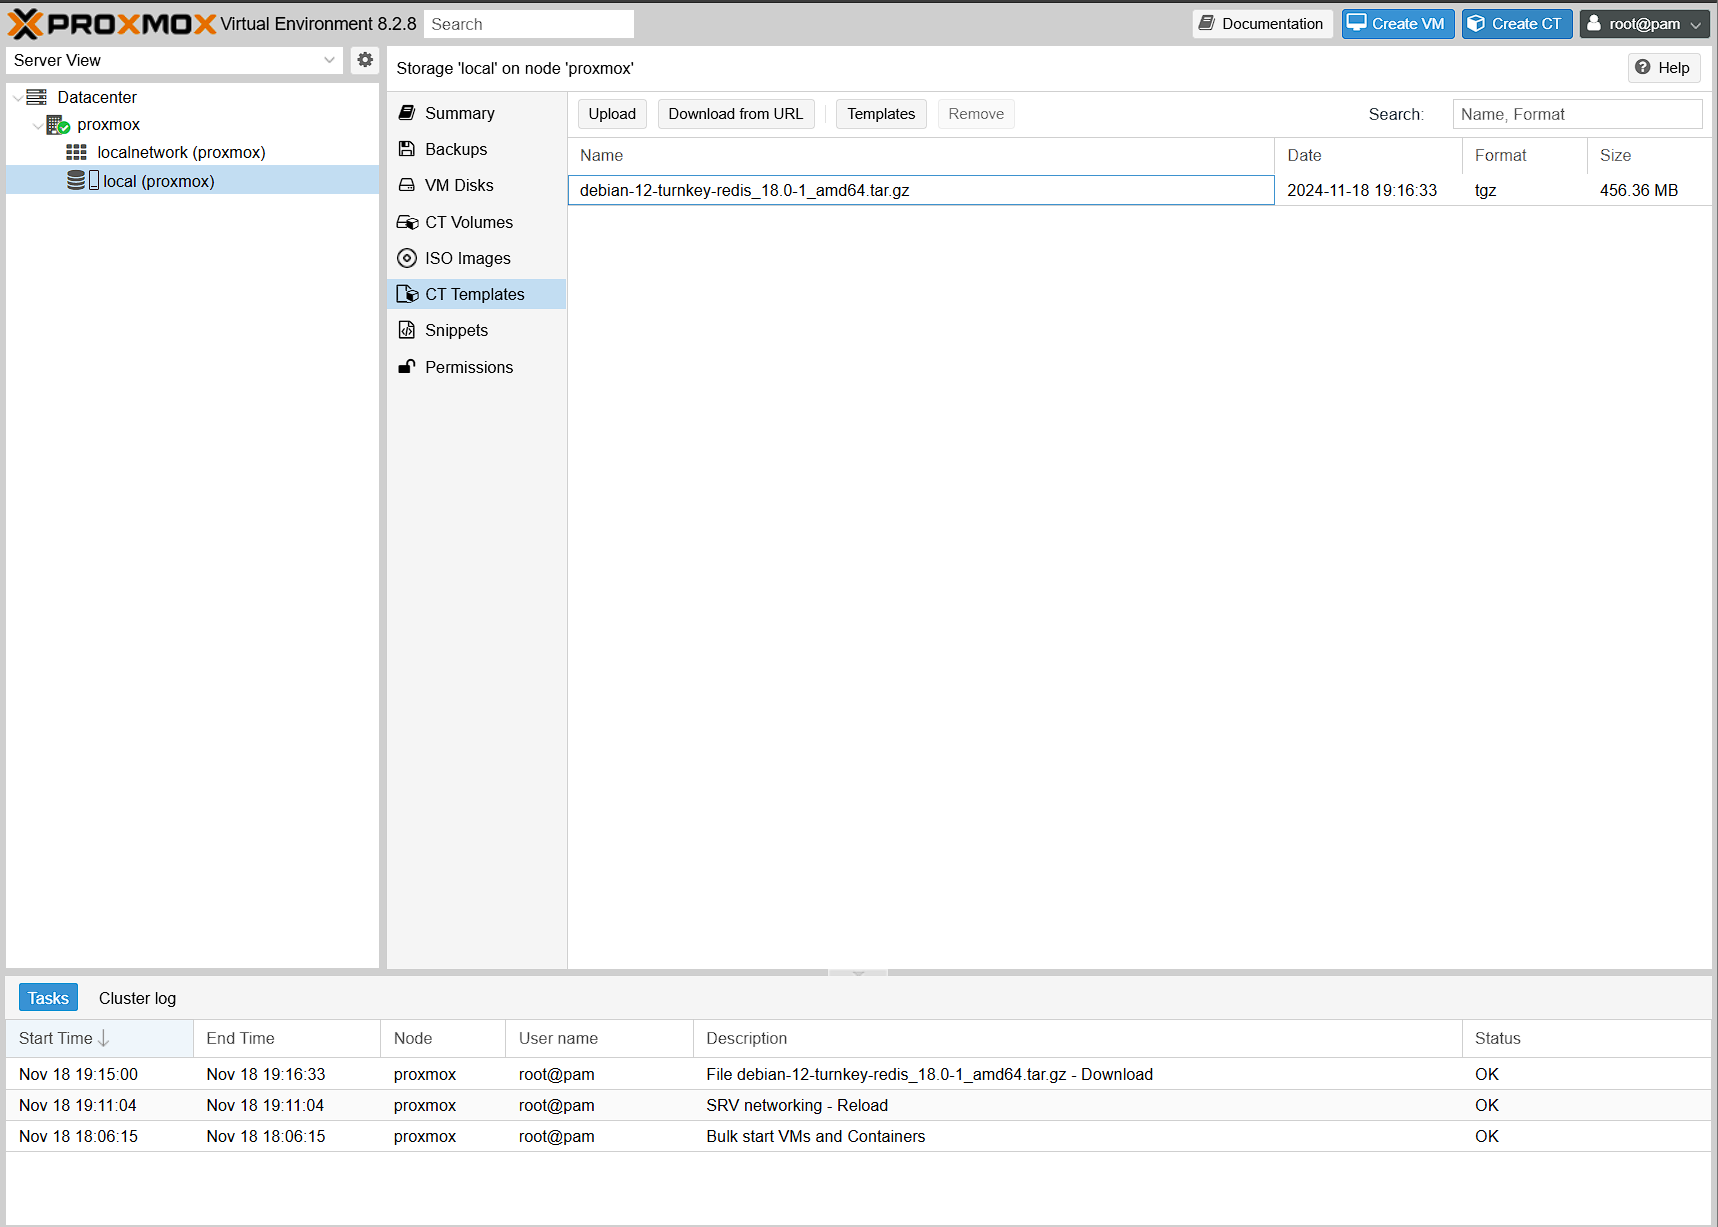 PROXMOX Virtual Environment 8.2.8 Search Documentation Create VM Create CT root@pam
Server View
Datacenter
proxmox
localnetwork (proxmox)
local (proxmox)
Storage 'local' on node 'proxmox' Help
Summary
Backups
VM Disks
CT Volumes
ISO Images
CT Templates
Snippets
Permissions
Upload Download from URL Templates Remove Search: Name, Format
Name Date Format Size
debian-12-turnkey-redis_18.0-1_amd64.tar.gz 2024-11-18 19:16:33 tgz 456.36 MB
Tasks Cluster log
Start Time End Time Node User name Description Status
Nov 18 19:15:00 Nov 18 19:16:33 proxmox root@pam File debian-12-turnkey-redis_18.0-1_amd64.tar.gz - Download OK
Nov 18 19:11:04 Nov 18 19:11:04 proxmox root@pam SRV networking - Reload OK
Nov 18 18:06:15 Nov 18 18:06:15 proxmox root@pam Bulk start VMs and Containers OK